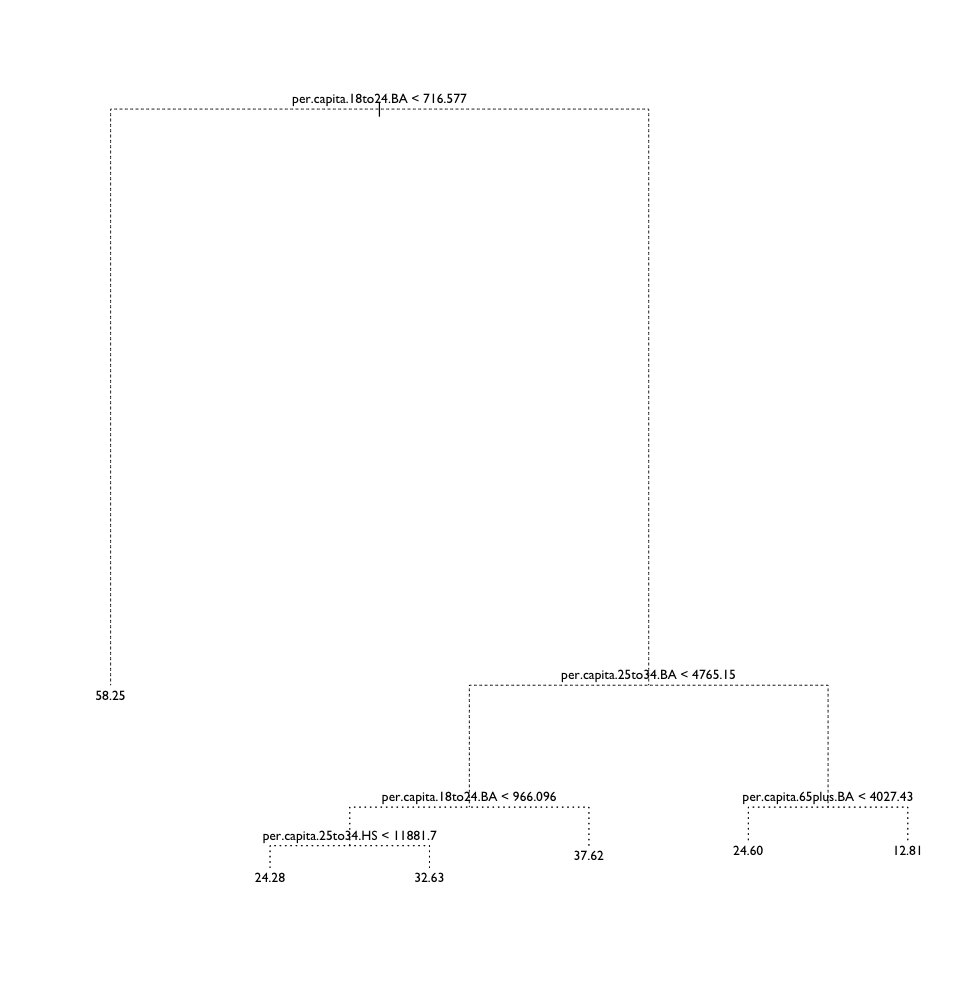 per.capita.18to24.BA < 716.577
58.25
per.capita.25to34.BA < 4765.15
per.capita.18to24.BA < 966.096
per.capita.65plus.BA < 4027.43
per.capita.25to34.HS < 11881.7
37.62
24.60
12.81
24.28
32.63